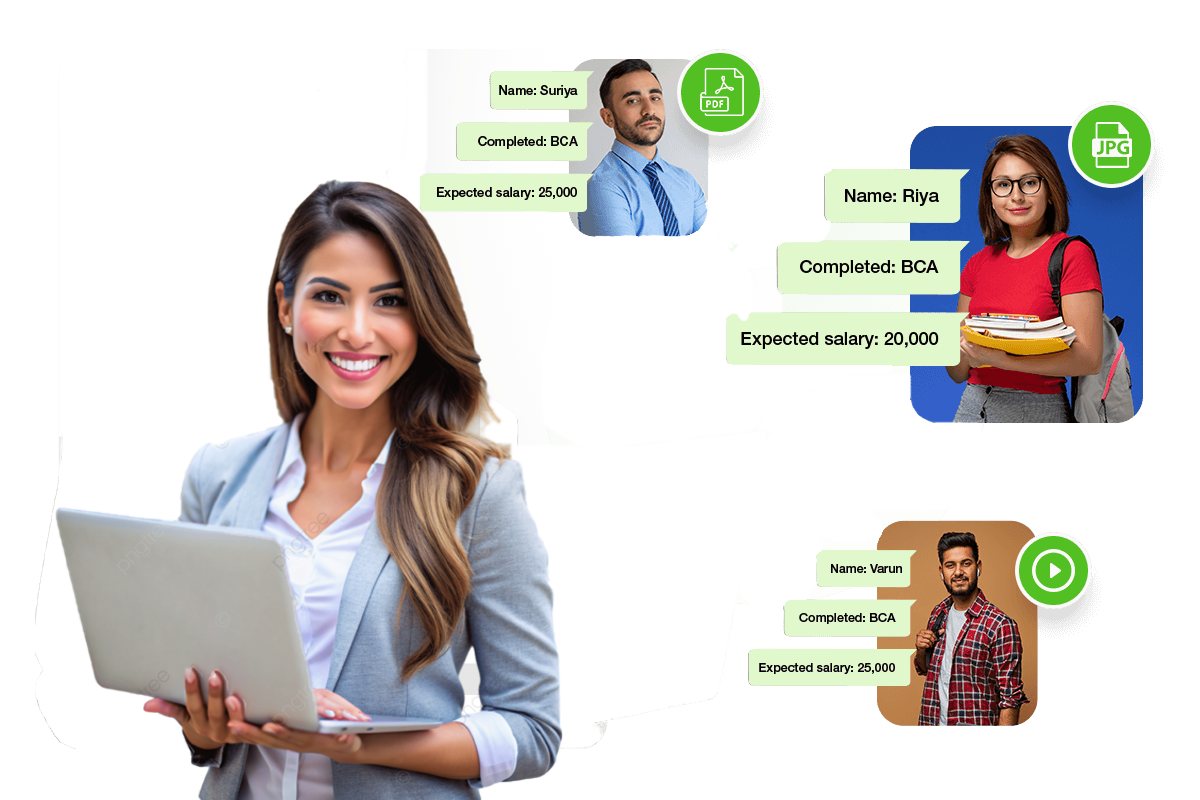 Name: Suriya
Completed: BCA
Expected salary: 25,000
PDF
JPG
Name: Riya
Completed: BCA
Expected salary: 20,000
Name: Varun
Completed: BCA
Expected salary: 25,000